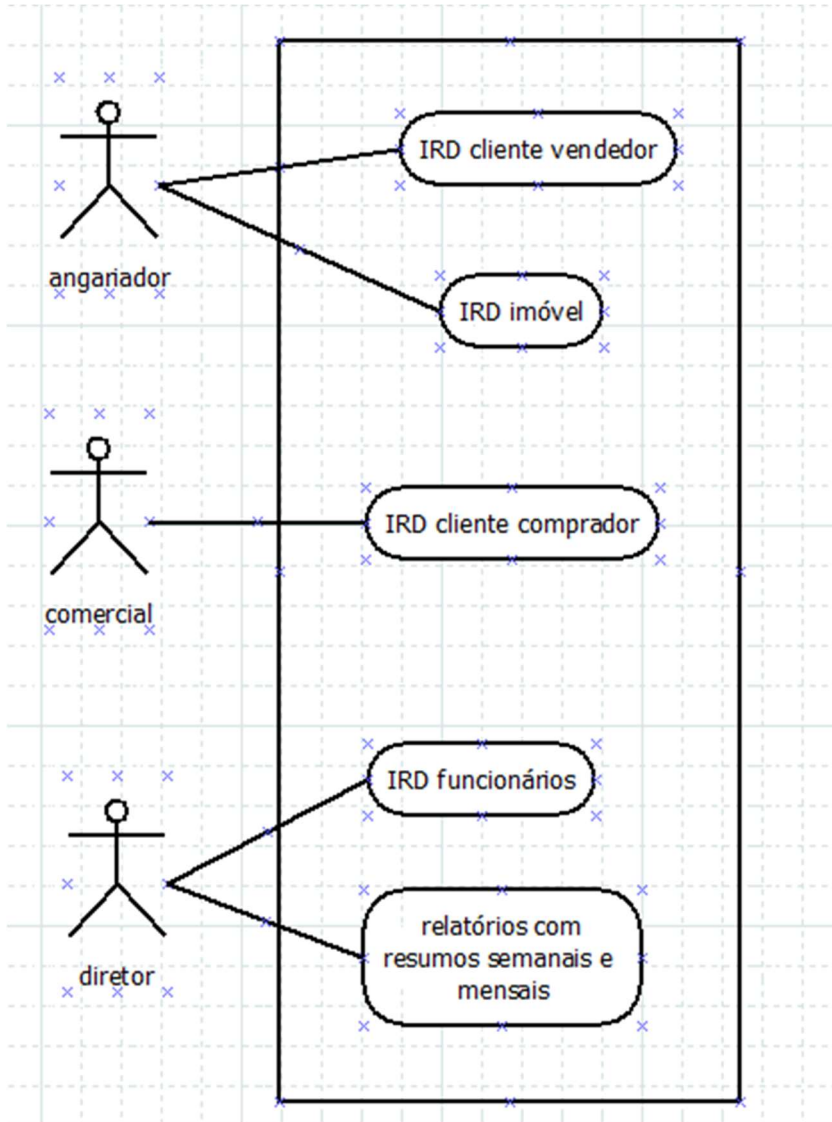 IRD cliente vendedor
angariador
IRD imóvel
IRD cliente comprador
comercial
IRD funcionários
relatórios com
resumos semanais e
mensais
diretor